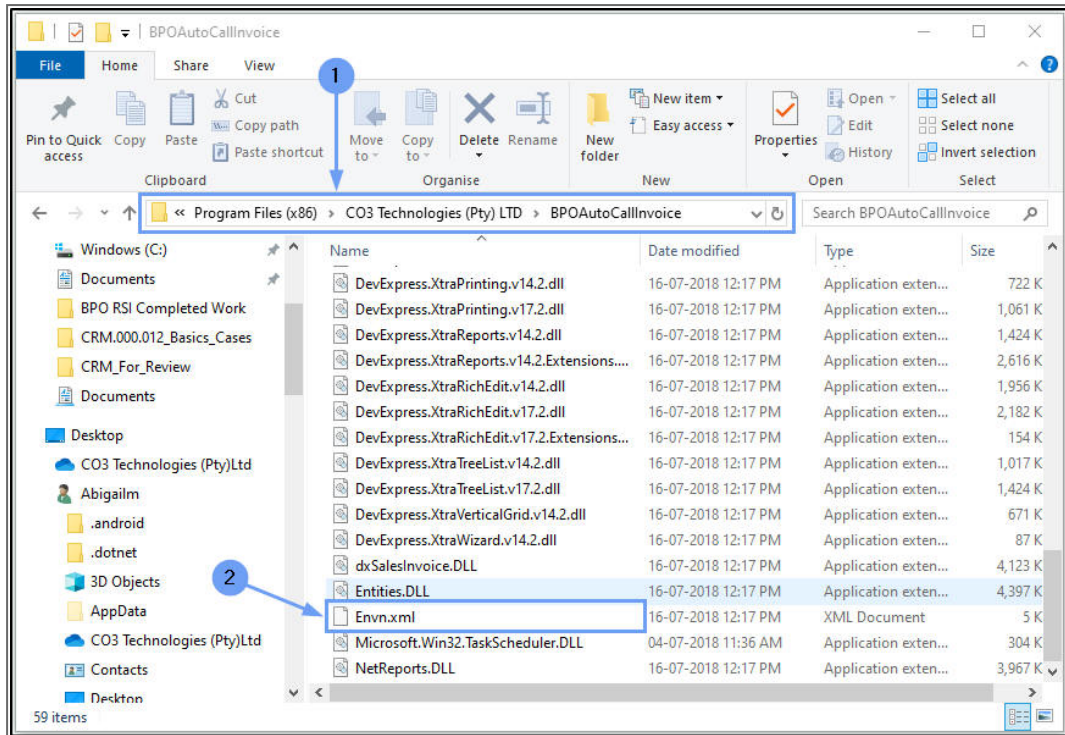 BPOAutoCallInvoice
File Home Share View
1
Pin to Quick access
Copy
Paste
Cut
Copy path
Paste shortcut
Clipboard
Move to
Copy to
Delete
Rename
Organise
New folder
New item
Easy access
New
Properties
Open
Edit
History
Open
Select all
Select none
Invert selection
Select
« Program Files (x86) > CO3 Technologies (Pty) LTD > BPOAutoCallInvoice
Search BPOAutoCallInvoice
Windows (C:)
Documents
BPO RSI Completed Work
CRM.000.012_Basics_Cases
CRM_For_Review
Documents
Desktop
CO3 Technologies (Pty)Ltd
Abigailm
.android
.dotnet
3D Objects
AppData
CO3 Technologies (Pty)Ltd
Contacts
Desktop
2
Name Date modified Type Size
DevExpress.XtraPrinting.v14.2.dll 16-07-2018 12:17 PM Application exten... 722 K
DevExpress.XtraPrinting.v17.2.dll 16-07-2018 12:17 PM Application exten... 1,061 K
DevExpress.XtraReports.v14.2.dll 16-07-2018 12:17 PM Application exten... 1,424 K
DevExpress.XtraReports.v14.2.Extensions.... 16-07-2018 12:17 PM Application exten... 2,616 K
DevExpress.XtraRichEdit.v14.2.dll 16-07-2018 12:17 PM Application exten... 1,956 K
DevExpress.XtraRichEdit.v17.2.dll 16-07-2018 12:17 PM Application exten... 2,182 K
DevExpress.XtraRichEdit.v17.2.Extensions... 16-07-2018 12:17 PM Application exten... 154 K
DevExpress.XtraTreeList.v14.2.dll 16-07-2018 12:17 PM Application exten... 1,017 K
DevExpress.XtraTreeList.v17.2.dll 16-07-2018 12:17 PM Application exten... 1,424 K
DevExpress.XtraVerticalGrid.v14.2.dll 16-07-2018 12:17 PM Application exten... 671 K
DevExpress.XtraWizard.v14.2.dll 16-07-2018 12:17 PM Application exten... 87 K
dxSalesInvoice.DLL 16-07-2018 12:17 PM Application exten... 4,123 K
Entities.DLL 16-07-2018 12:17 PM Application exten... 4,397 K
Envn.xml 16-07-2018 12:17 PM XML Document 5 K
Microsoft.Win32.TaskScheduler.DLL 04-07-2018 11:36 AM Application exten... 304 K
NetReports.DLL 16-07-2018 12:17 PM Application exten... 3,967 K
59 items